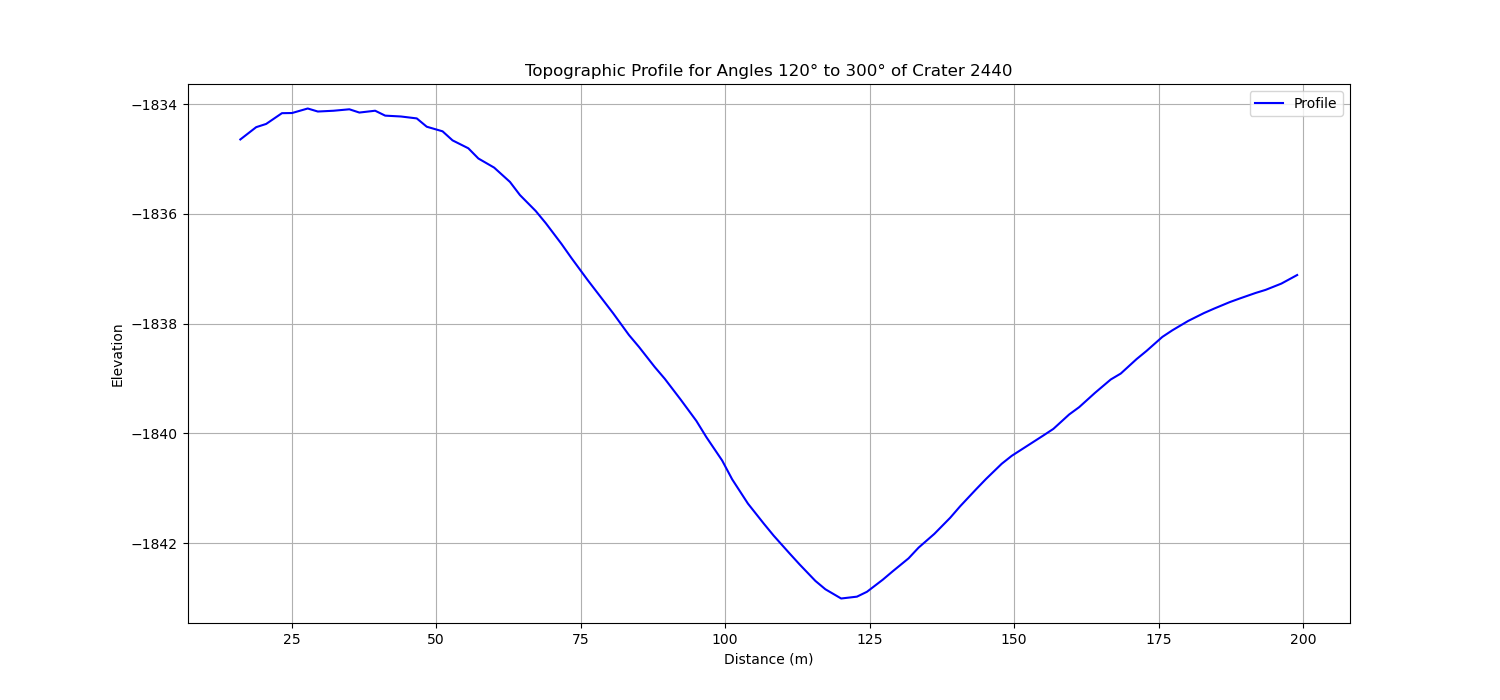 Topographic Profile for Angles 120° to 300° of Crater 2440
Profile
Elevation
−1834
−1836
−1838
−1840
−1842
25 50 75 100 125 150 175 200
Distance (m)